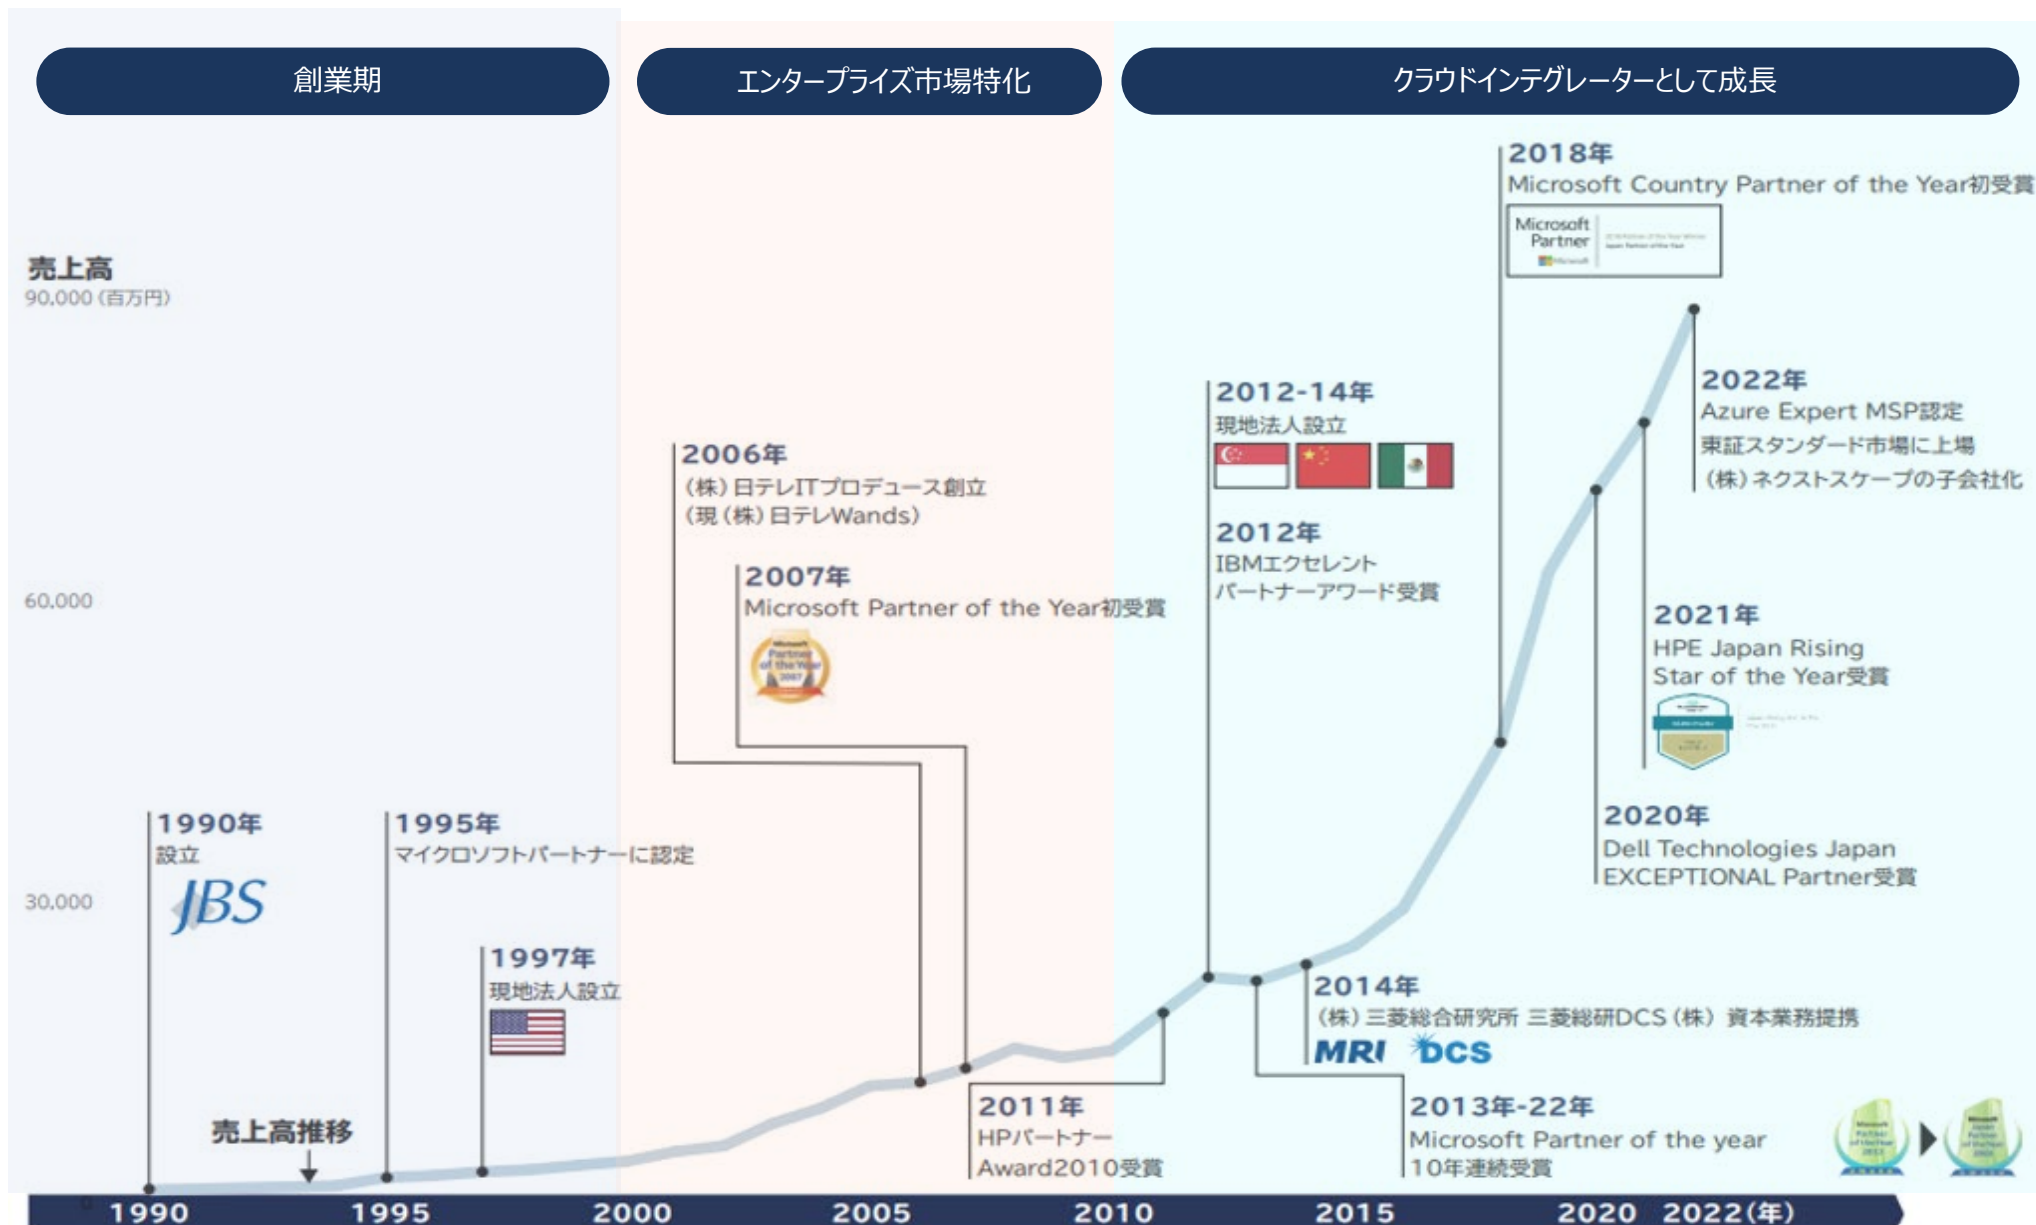 創業期
エンタープライズ市場特化
クラウドインテグレーターとして成長
売上高
90,000（百万円）
60,000
30,000
0
1990年
設立
JBS
売上高推移
1995年
マイクロソフトパートナーに認定
1997年
現地法人設立
2006年
（株）日テレITプロデュース創立
（現（株）日テレWands）
2007年
Microsoft Partner of the Year初受賞
Microsoft
Partner
of the Year
2007
2011年
HPパートナー
Award2010受賞
2012-14年
現地法人設立
2012年
IBMエクセレント
パートナーアワード受賞
2013年-22年
Microsoft Partner of the year
10年連続受賞
2014年
（株）三菱総合研究所 三菱総研DCS（株）資本業務提携
MRI DCS
2018年
Microsoft Country Partner of the Year初受賞
Microsoft
Partner
Microsoft
2020年
Dell Technologies Japan
EXCEPTIONAL Partner受賞
2021年
HPE Japan Rising
Star of the Year受賞
2022年
Azure Expert MSP認定
東証スタンダード市場に上場
（株）ネクストスケープの子会社化
1990 1995 2000 2005 2010 2015 2020 2022(年)